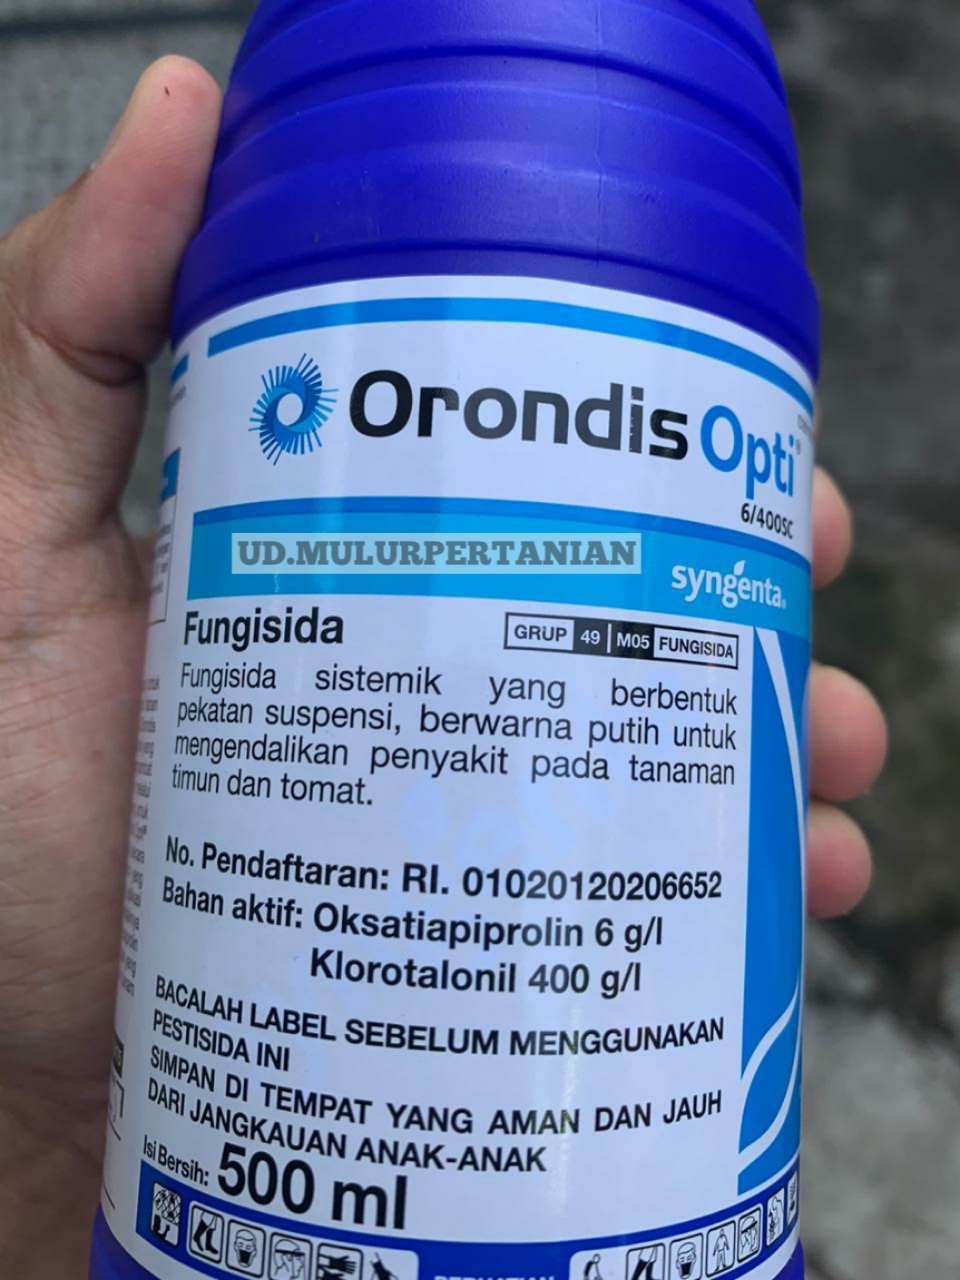 Orondis Opti®
6/400SC
UD.MULURPERTANIAN
syngenta®
Fungisida
GRUP 49 | M05 FUNGISIDA
Fungisida sistemik yang berbentuk
pekatan suspensi, berwarna putih untuk
mengendalikan penyakit pada tanaman
timun dan tomat.
No. Pendaftaran: RI. 01020120206652
Bahan aktif: Oksatiapiprolin 6 g/l
Klorotalonil 400 g/l
BACALAH LABEL SEBELUM MENGGUNAKAN
PESTISIDA INI
SIMPAN DI TEMPAT YANG AMAN DAN JAUH
DARI JANGKAUAN ANAK-ANAK
Isi Bersih: 500 ml